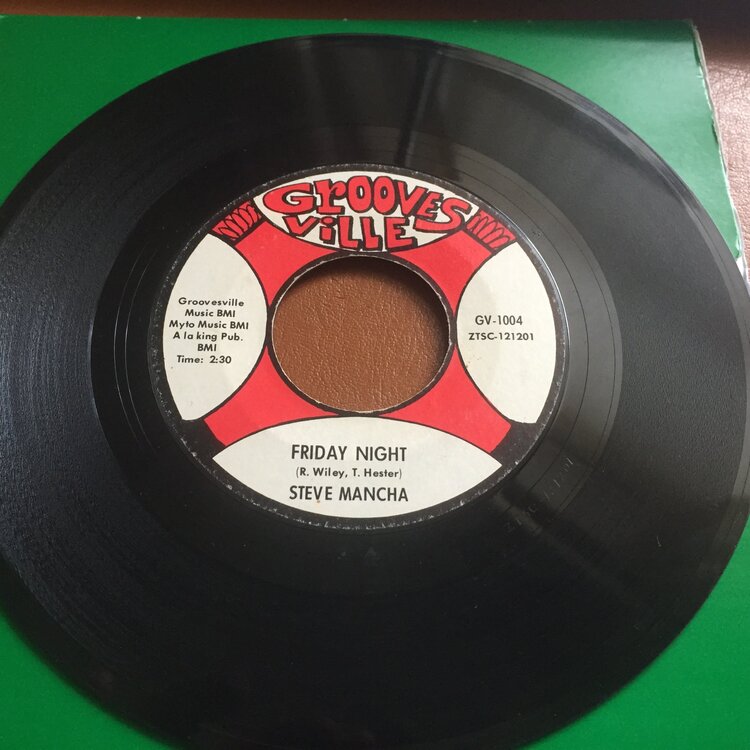 GROOVES
VILLE
Groovesville
Music BMI
Myto Music BMI
A la king Pub.
BMI
Time: 2:30
GV-1004
ZTSC-121201
FRIDAY NIGHT
(R. Wiley, T. Hester)
STEVE MANCHA